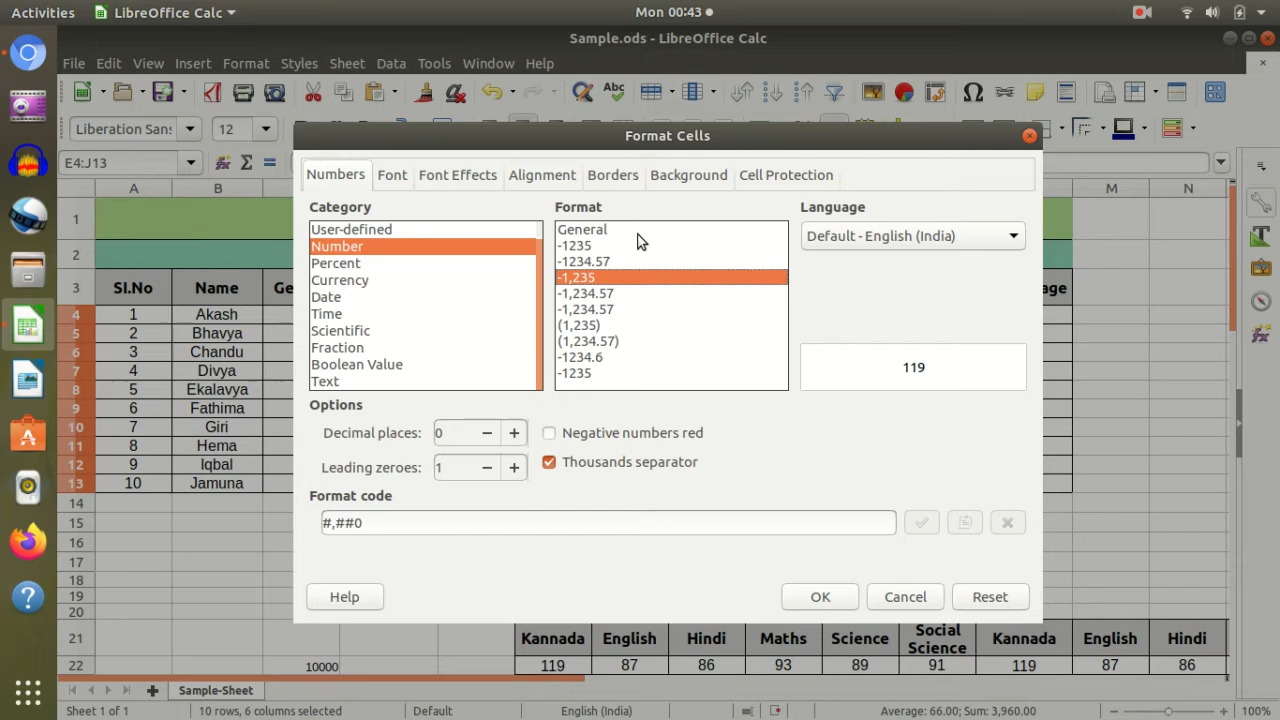 Activities LibreOffice Calc Mon 00:43
Sample.ods - LibreOffice Calc
File Edit View Insert Format Styles Sheet Data Tools Window Help
Liberation Sans 12
E4:J13
Format Cells
Numbers Font Font Effects Alignment Borders Background Cell Protection
Category
User-defined
Number
Percent
Currency
Date
Time
Scientific
Fraction
Boolean Value
Text
Format
General
-1235
-1234.57
-1,235
-1,234.57
-1,234.57
(1,235)
(1,234.57)
-1234.6
-1235
Language
Default - English (India)
119
Options
Decimal places: 0
Leading zeroes: 1
Negative numbers red
Thousands separator
Format code
#,##0
Help OK Cancel Reset
A B M N
1
2
3 Sl.No Name Ge age
4 1 Akash
5 2 Bhavya
6 3 Chandu
7 4 Divya
8 5 Ekalavya
9 6 Fathima
10 7 Giri
11 8 Hema
12 9 Iqbal
13 10 Jamuna
14
15
16
17
18
19
20
21 Kannada English Hindi Maths Science Social Science Kannada English Hindi
22 10000 119 87 86 93 89 91 119 87 86
Sample-Sheet
Sheet 1 of 1 10 rows, 6 columns selected Default English (India) Average: 66.00; Sum: 3,960.00 100%